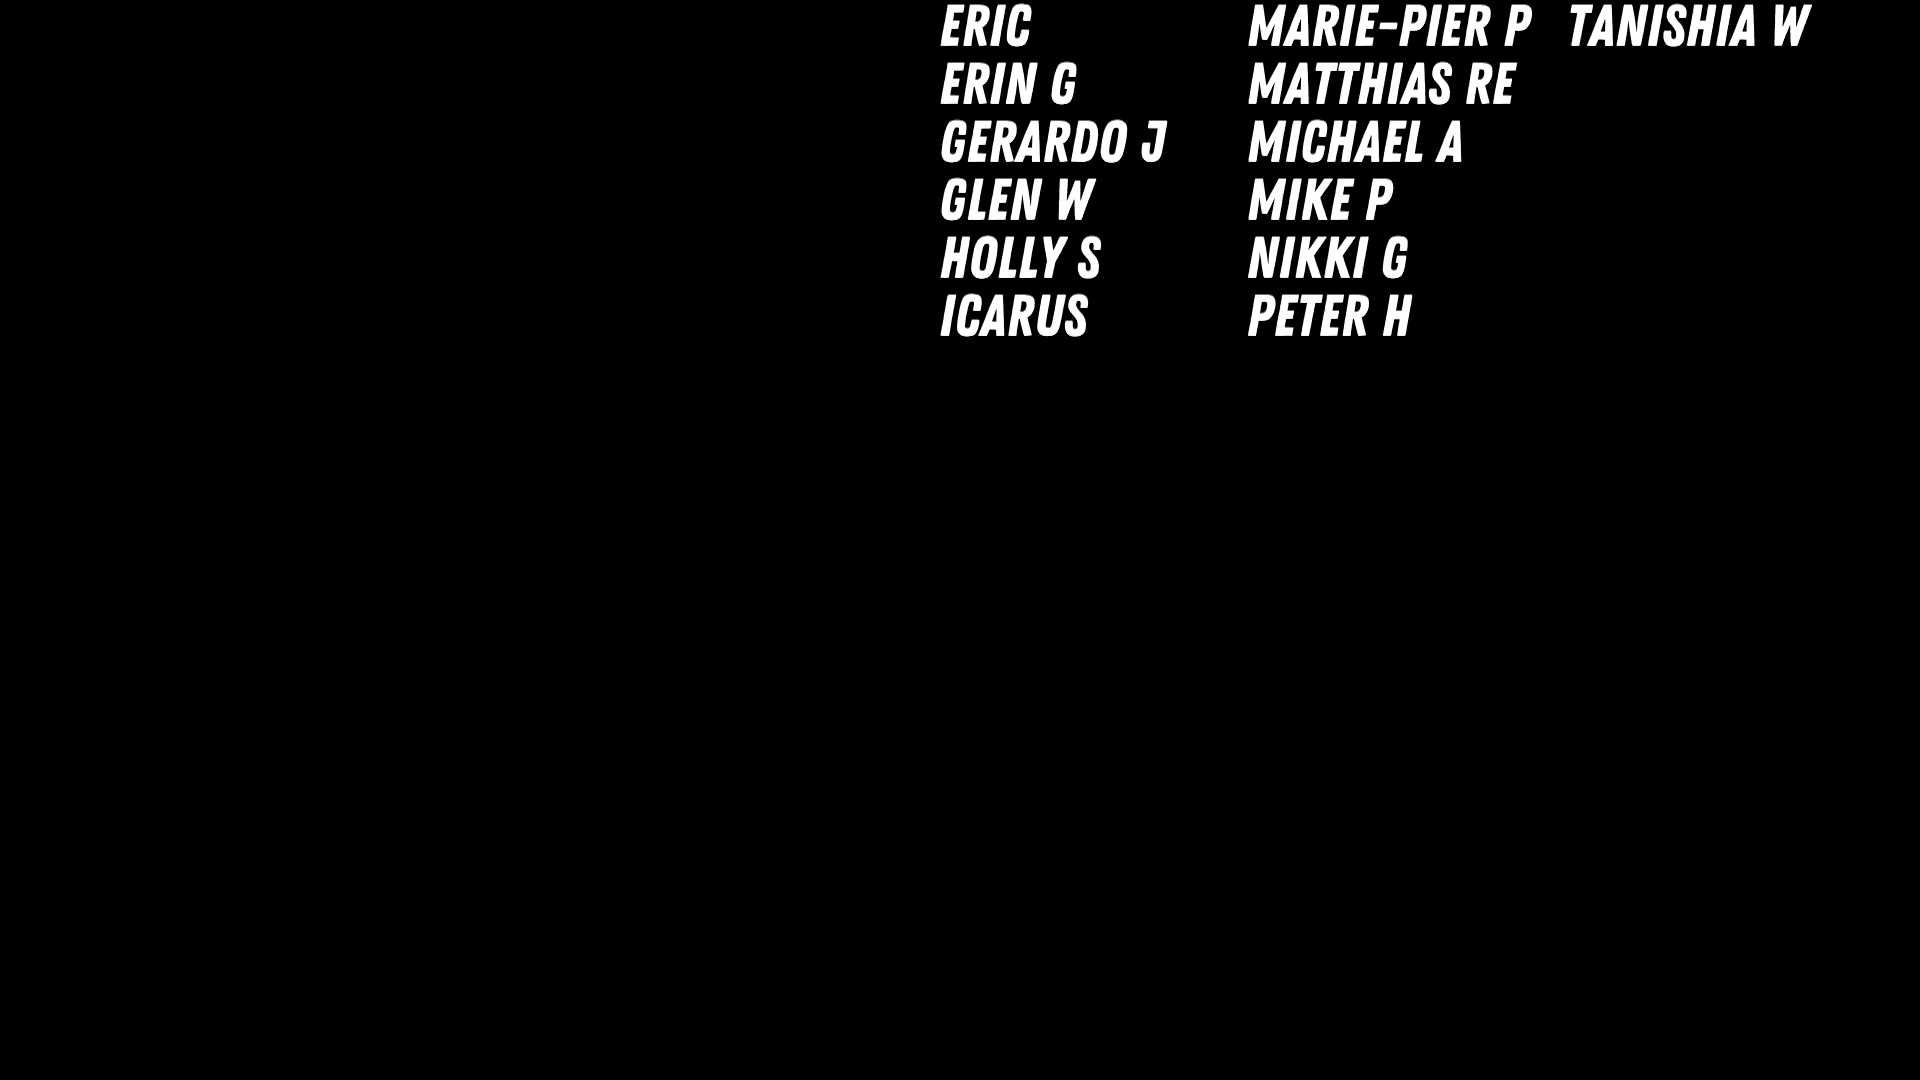 ERIC
ERIN G
GERARDO J
GLEN W
HOLLY S
ICARUS
MARIE-PIER P
MATTHIAS RE
MICHAEL A
MIKE P
NIKKI G
PETER H
TANISHIA W